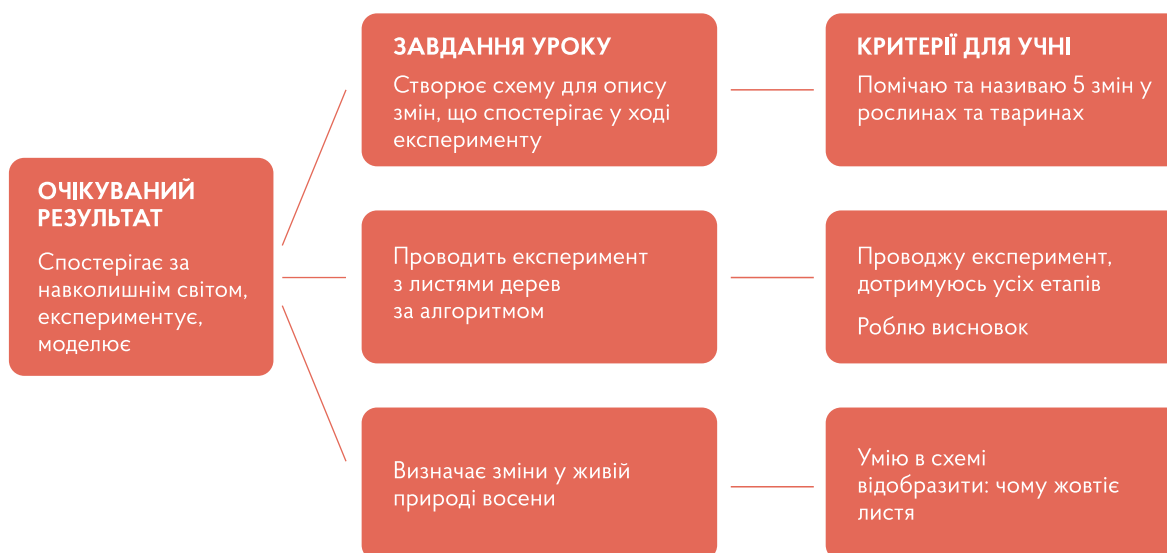 ОЧІКУВАНИЙ
РЕЗУЛЬТАТ
Спостерігає за
навколишнім світом,
експериментує,
моделює
ЗАВДАННЯ УРОКУ
Створює схему для опису
змін, що спостерігає у ході
експерименту
КРИТЕРІЇ ДЛЯ УЧНІ
Помічаю та називаю 5 змін у
рослинах та тваринах
Проводить експеримент
з листями дерев
за алгоритмом
Проводжу експеримент,
дотримуюсь усіх етапів
Роблю висновок
Визначає зміни у живій
природі восени
Умію в схемі
відобразити: чому жовтіє
листя